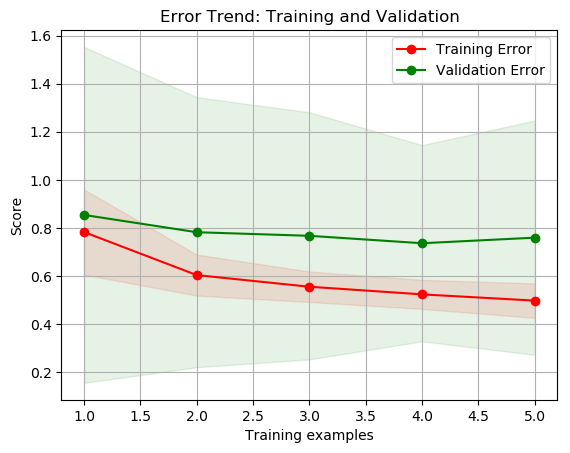 Error Trend: Training and Validation
Training Error
Validation Error
Score
1.6
1.4
1.2
1.0
0.8
0.6
0.4
0.2
1.0 1.5 2.0 2.5 3.0 3.5 4.0 4.5 5.0
Training examples